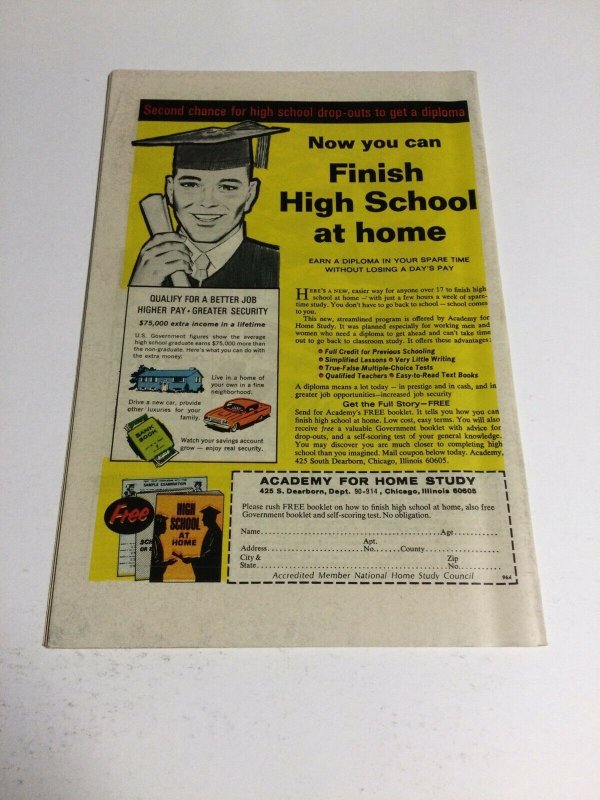 Second chance for high school drop-outs to get a diploma
Now you can
Finish
High School
at home
EARN A DIPLOMA IN YOUR SPARE TIME
WITHOUT LOSING A DAY'S PAY
HERE'S A NEW, easier way for anyone over 17 to finish high
school at home — with just a few hours a week of spare-
time study. You don't have to go back to school — school comes
to you.
This new, streamlined program is offered by Academy for
Home Study. It was planned especially for working men and
women who need a diploma to get ahead and can't take time
out to go back to classroom study. It offers these advantages:
Full Credit for Previous Schooling
Simplified Lessons • Very Little Writing
True-False Multiple-Choice Tests
Qualified Teachers • Easy-to-Read Text Books
A diploma means a lot today — in prestige and in cash, and in
greater job opportunities—increased job security
Get the Full Story—FREE
Send for Academy's FREE booklet. It tells you how you can
finish high school at home. Low cost, easy terms. You will also
receive free a valuable Government booklet with advice for
drop-outs, and a self-scoring test of your general knowledge.
You may discover you are much closer to completing high
school than you imagined. Mail coupon below today. Academy,
425 South Dearborn, Chicago, Illinois 60605.
QUALIFY FOR A BETTER JOB
HIGHER PAY • GREATER SECURITY
$75,000 extra income in a lifetime
U.S. Government figures show the average
high school graduate earns $75,000 more than
the non-graduate. Here's what you can do with
the extra money:
Live in a home of
your own in a fine
neighborhood.
Drive a new car, provide
other luxuries for your
family.
BANK
BOOK
Watch your savings account
grow — enjoy real security.
SAMPLE EXAMINATION
Free
HIGH
SCHOOL
AT
HOME
ACADEMY FOR HOME STUDY
425 S. Dearborn, Dept. 90-914, Chicago, Illinois 60605
Please rush FREE booklet on how to finish high school at home, also free
Government booklet and self-scoring test. No obligation.
Name Age
Apt.
Address No. County
City & Zip
State No.
Accredited Member National Home Study Council 964